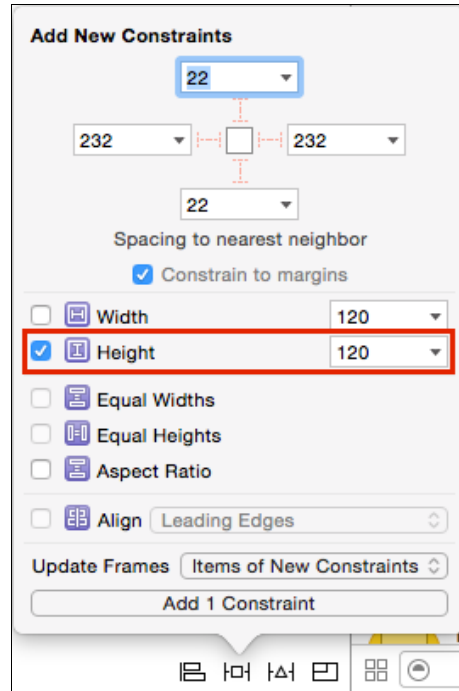 Add New Constraints
22
232 232
22
Spacing to nearest neighbor
Constrain to margins
Width 120
Height 120
Equal Widths
Equal Heights
Aspect Ratio
Align Leading Edges
Update Frames Items of New Constraints
Add 1 Constraint